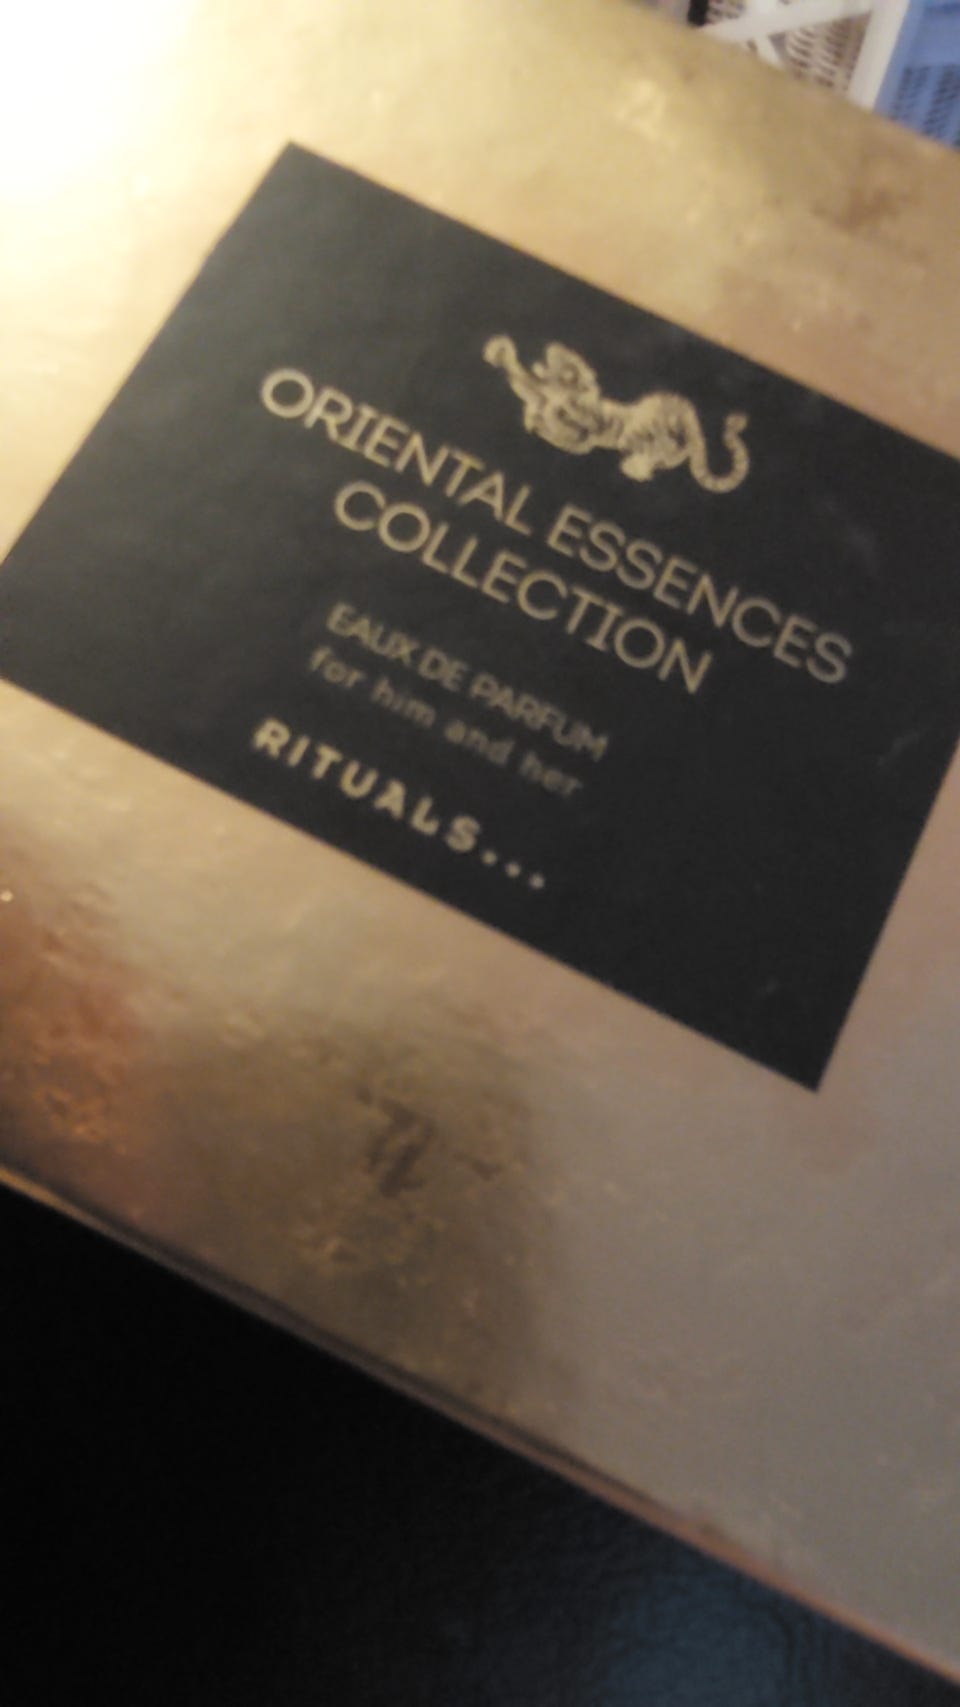 ORIENTAL ESSENCES
COLLECTION
EAUX DE PARFUM
for him and her
RITUALS...